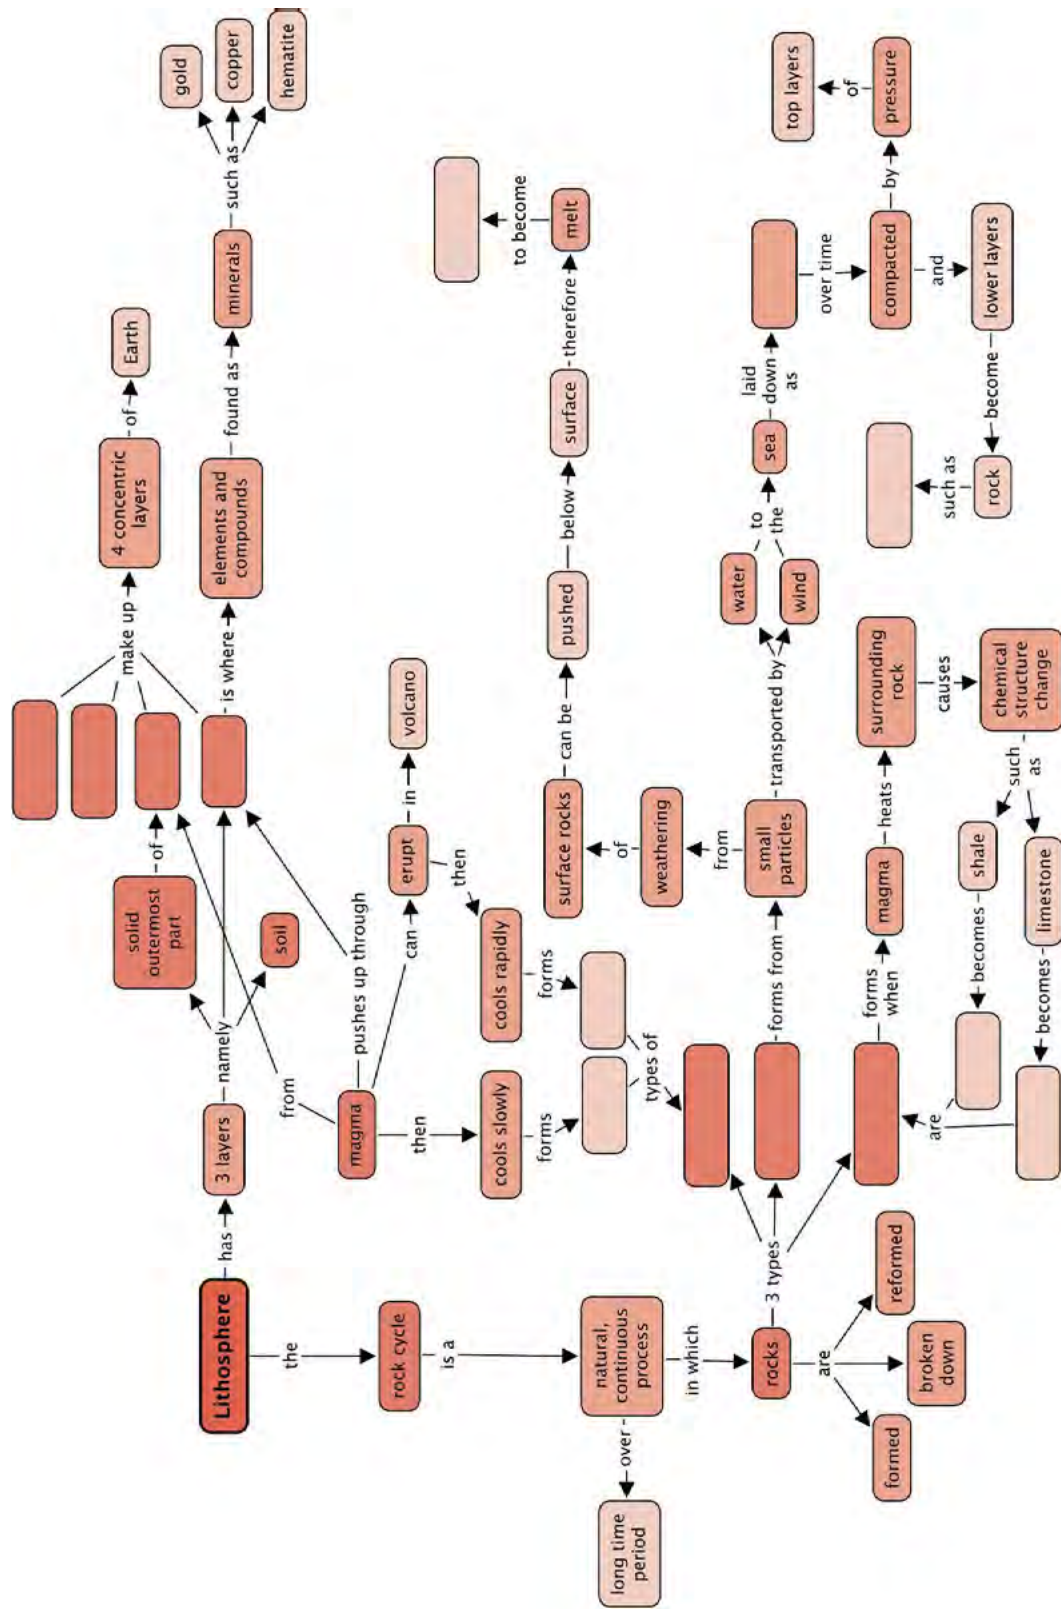 Lithosphere
has
3 layers
namely
solid
outermost
part
of
soil
make up
4 concentric
layers
of
Earth
is where
elements and
compounds
found as
minerals
such as
gold
copper
hematite
from
magma
pushes up through
can
erupt
in
volcano
then
cools rapidly
forms
then
cools slowly
forms
types of
the
rock cycle
is a
natural,
continuous
process
over
long time
period
in which
rocks
are
formed
broken
down
reformed
3 types
forms from
small
particles
from
weathering
of
surface rocks
can be
pushed
below
surface
therefore
melt
to become
transported by
water
wind
to
the
sea
laid
down
as
over time
compacted
by
pressure
of
top layers
and
lower layers
become
rock
such as
forms
when
magma
heats
surrounding
rock
causes
chemical
structure
change
such
as
shale
becomes
limestone
becomes
are